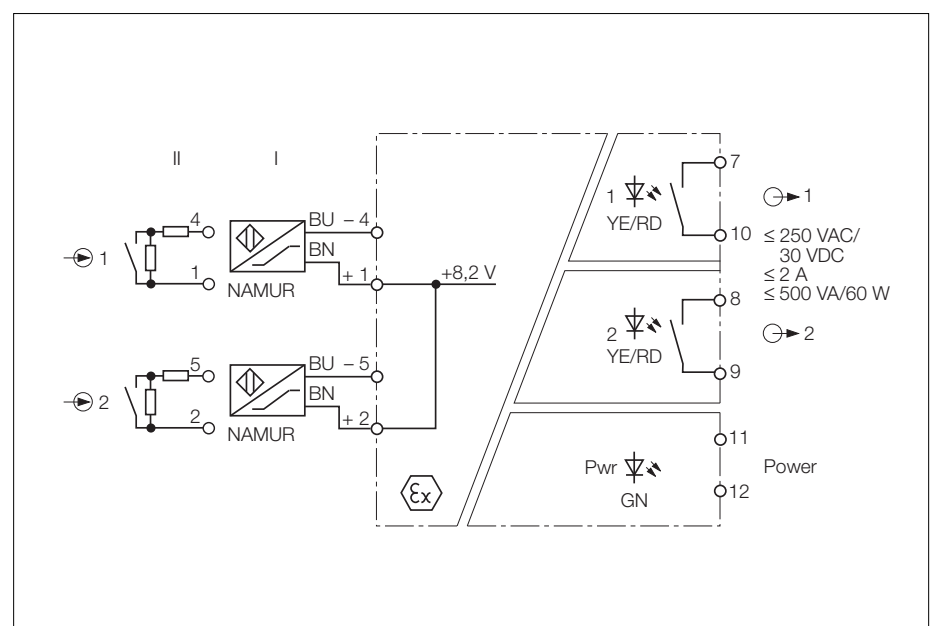 II I
1 4 1 BU – 4 BN + 1 NAMUR +8,2 V
2 5 2 BU – 5 BN + 2 NAMUR
Ex
1 YE/RD 7 10 1
≤ 250 VAC/
30 VDC
≤ 2 A
≤ 500 VA/60 W
2 YE/RD 8 9 2
Pwr GN 11 12 Power